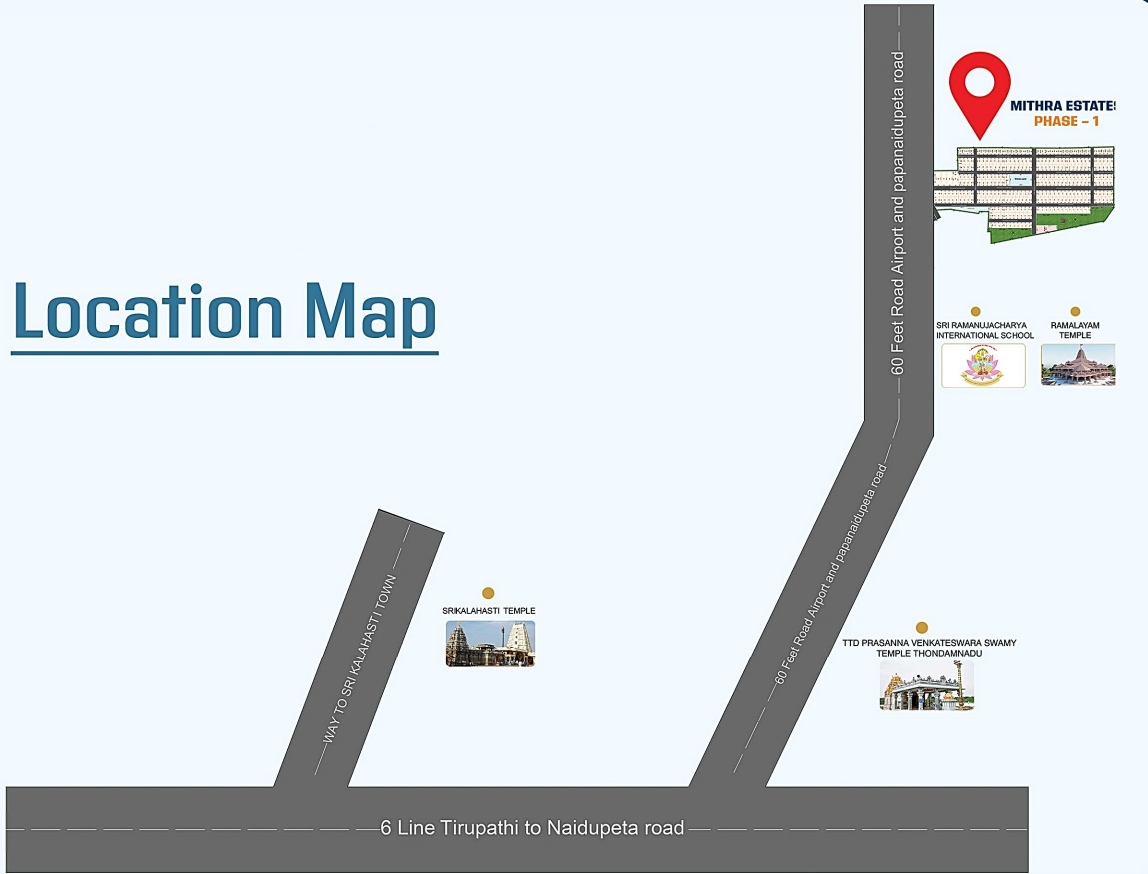 60 Feet Road Airport and papanaidupeta road
MITHRA ESTATES
PHASE – 1
Location Map
SRI RAMANUJACHARYA
INTERNATIONAL SCHOOL
RAMALAYAM
TEMPLE
60 Feet Road Airport and papanaidupeta road
WAY TO SRI KALAHASTI TOWN
SRIKALAHASTI TEMPLE
TTD PRASANNA VENKATESWARA SWAMY
TEMPLE THONDAMNADU
6 Line Tirupathi to Naidupeta road